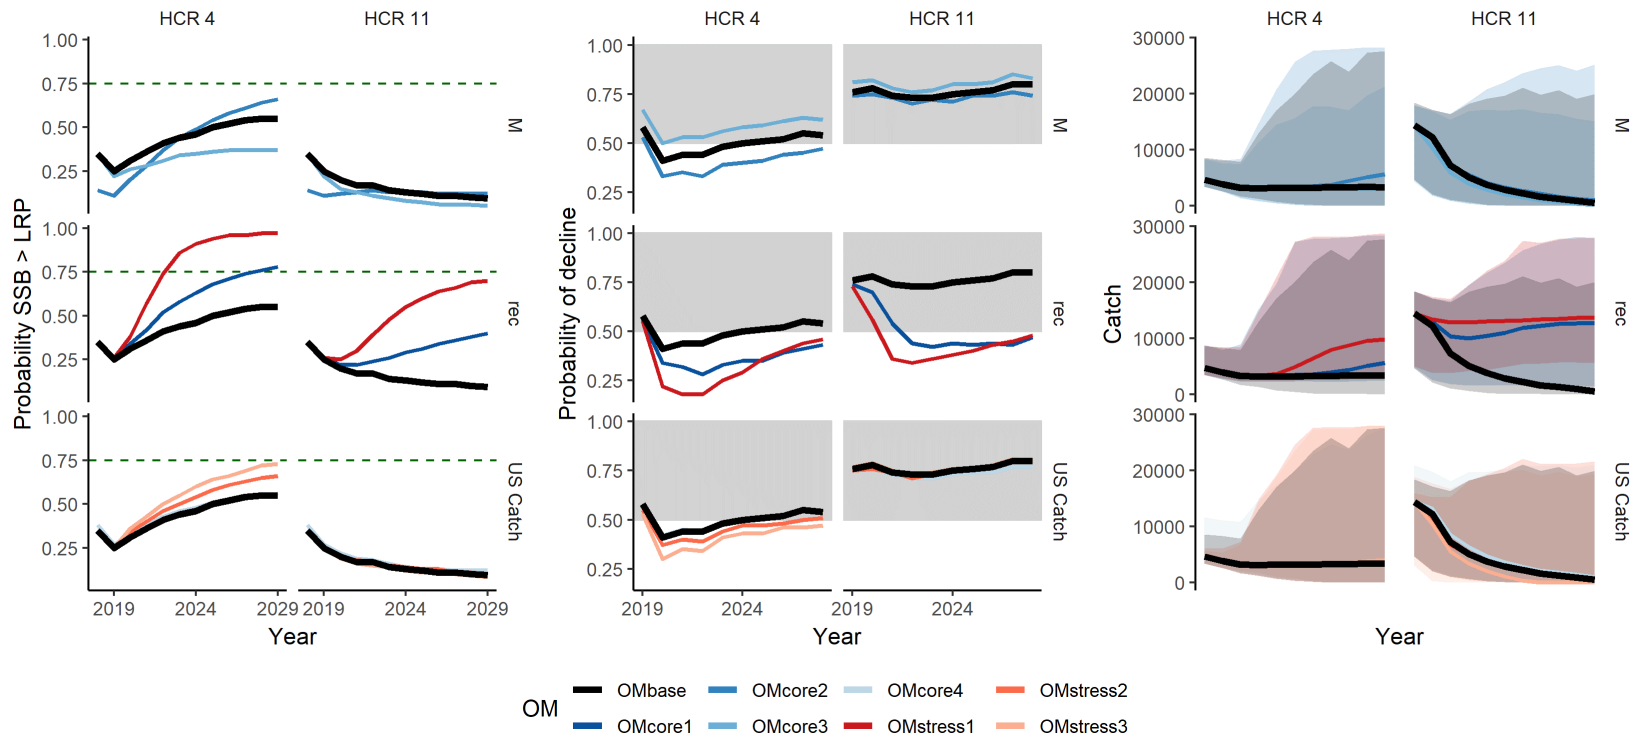 HCR 4 HCR 11 HCR 4 HCR 11 HCR 4 HCR 11
Probability SSB > LRP
1.00
0.75
0.50
0.25
M
1.00
0.75
0.50
0.25
rec
1.00
0.75
0.50
0.25
US Catch
2019 2024 2029 2019 2024 2029
Year
Probability of decline
1.00
0.75
0.50
0.25
M
1.00
0.75
0.50
0.25
rec
1.00
0.75
0.50
0.25
US Catch
2019 2024 2019 2024
Year
Catch
30000
20000
10000
0
M
30000
20000
10000
0
rec
30000
20000
10000
0
US Catch
Year
OM
OMbase OMcore2 OMcore4 OMstress2
OMcore1 OMcore3 OMstress1 OMstress3